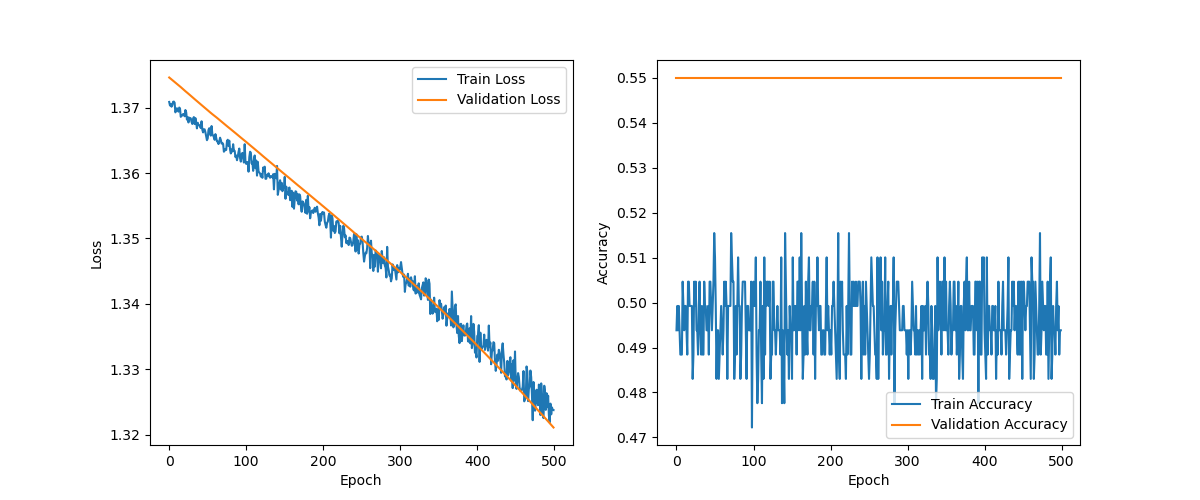 Train Loss
Validation Loss
1.37
1.36
1.35
1.34
1.33
1.32
Loss
0 100 200 300 400 500
Epoch
0.55
0.54
0.53
0.52
0.51
0.50
0.49
0.48
0.47
Accuracy
Train Accuracy
Validation Accuracy
0 100 200 300 400 500
Epoch